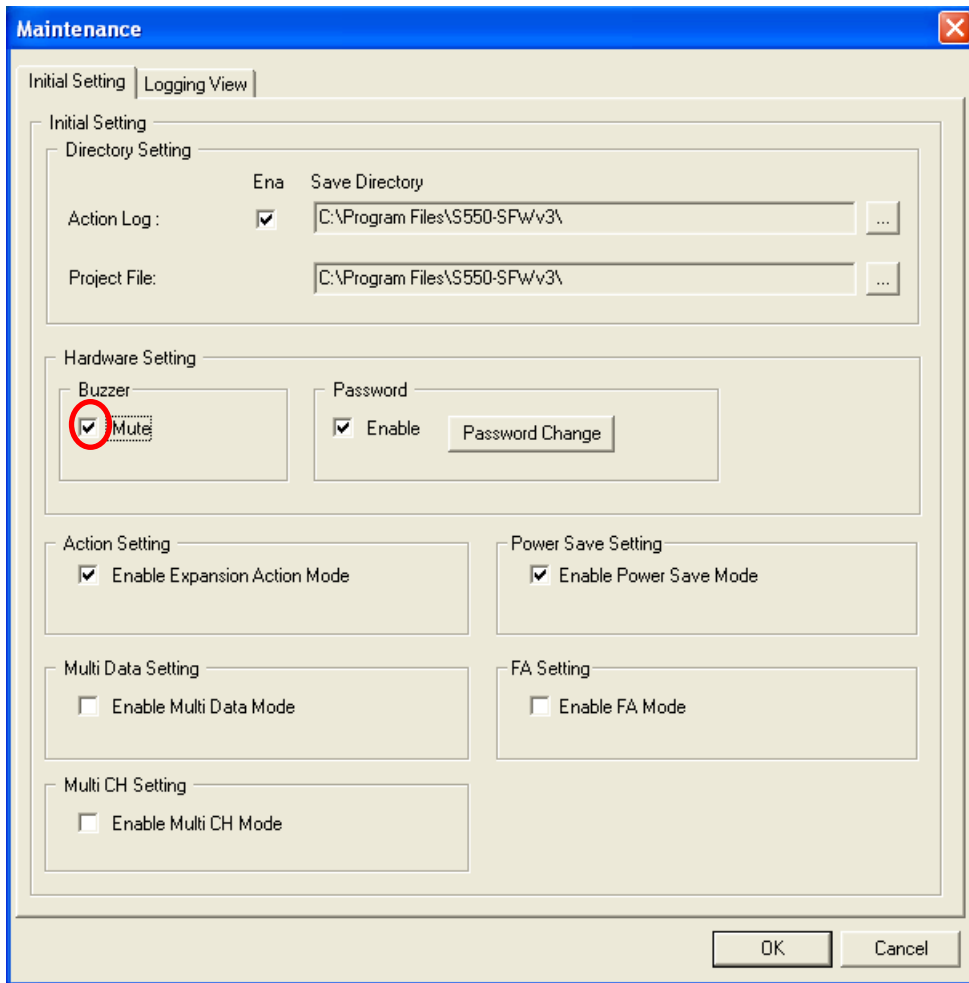 Maintenance
Initial Setting
Logging View
Initial Setting
Directory Setting
Ena Save Directory
Action Log : C:\Program Files\S550-SFWv3\ ...
Project File: C:\Program Files\S550-SFWv3\ ...
Hardware Setting
Buzzer
Mute
Password
Enable Password Change
Action Setting
Enable Expansion Action Mode
Power Save Setting
Enable Power Save Mode
Multi Data Setting
Enable Multi Data Mode
FA Setting
Enable FA Mode
Multi CH Setting
Enable Multi CH Mode
OK Cancel